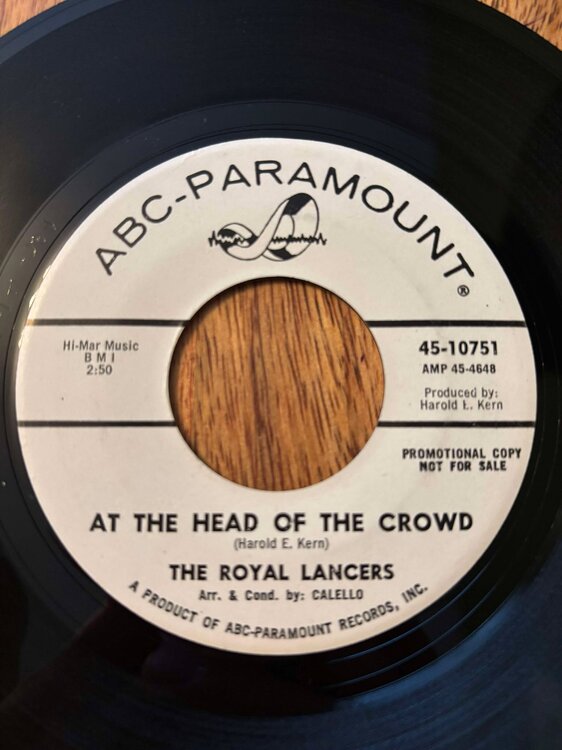 ABC-PARAMOUNT®
Hi-Mar Music
BMI
2:50
45-10751
AMP 45-4648
Produced by:
Harold E. Kern
PROMOTIONAL COPY
NOT FOR SALE
AT THE HEAD OF THE CROWD
(Harold E. Kern)
THE ROYAL LANCERS
Arr. & Cond. by: CALELLO
A PRODUCT OF ABC-PARAMOUNT RECORDS, INC.